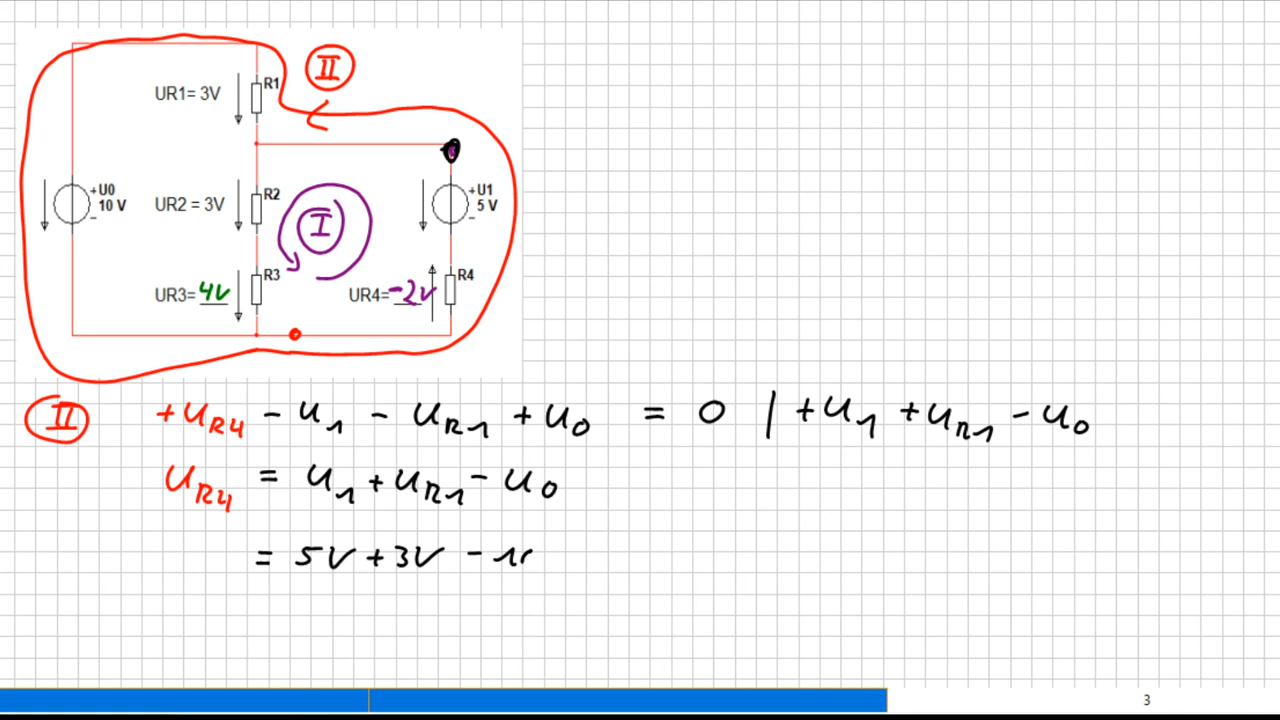 II
UR1= 3V R1
+ U0 10 V -
UR2 = 3V R2
I
+ U1 5 V -
UR3= 4V R3
UR4= -2V R4
II +UR4 - U1 - UR1 + U0 = 0 | +U1 +UR1 - U0
UR4 = U1 + UR1 - U0
= 5V + 3V - 1
3